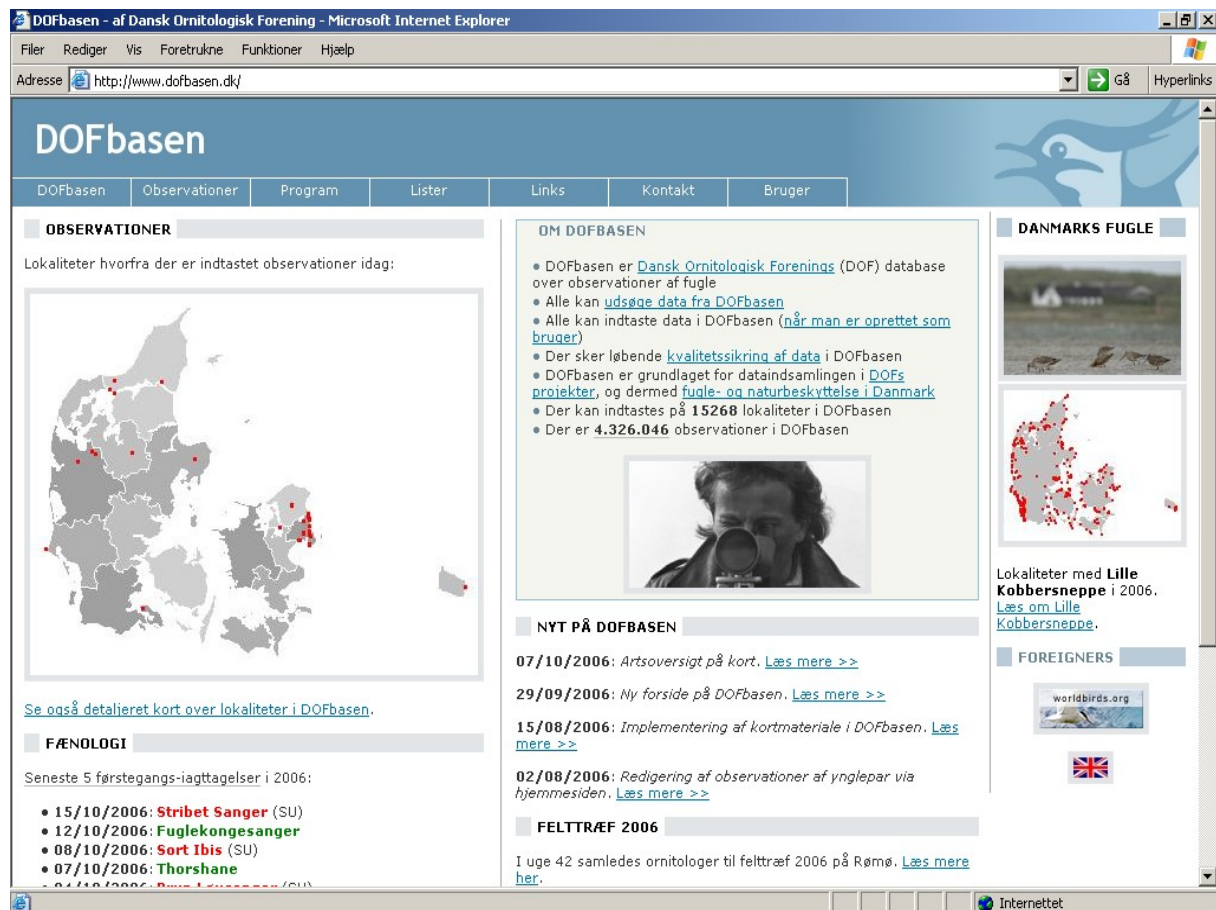 DOFbasen - af Dansk Ornitologisk Forening - Microsoft Internet Explorer
Filer Rediger Vis Foretrukne Funktioner Hjælp
Adresse http://www.dofbasen.dk/ Gå Hyperlinks
DOFbasen
DOFbasen Observationer Program Lister Links Kontakt Bruger
OBSERVATIONER
Lokaliteter hvorfra der er indtastet observationer idag:
Se også detaljeret kort over lokaliteter i DOFbasen.
FÆNOLOGI
Seneste 5 førstegangs-iagttagelser i 2006:
• 15/10/2006: Stribet Sanger (SU)
• 12/10/2006: Fuglekongesanger
• 08/10/2006: Sort Ibis (SU)
• 07/10/2006: Thorshane
OM DOFBASEN
• DOFbasen er Dansk Ornitologisk Forenings (DOF) database
over observationer af fugle
• Alle kan udsøge data fra DOFbasen
• Alle kan indtaste data i DOFbasen (når man er oprettet som
bruger)
• Der sker løbende kvalitetssikring af data i DOFbasen
• DOFbasen er grundlaget for dataindsamlingen i DOFs
projekter, og dermed fugle- og naturbeskyttelse i Danmark
• Der kan indtastes på 15268 lokaliteter i DOFbasen
• Der er 4.326.046 observationer i DOFbasen
NYT PÅ DOFBASEN
07/10/2006: Artsoversigt på kort. Læs mere >>
29/09/2006: Ny forside på DOFbasen. Læs mere >>
15/08/2006: Implementering af kortmateriale i DOFbasen. Læs
mere >>
02/08/2006: Redigering af observationer af ynglepar via
hjemmesiden. Læs mere >>
FELTTRÆF 2006
I uge 42 samledes ornitologer til felttræf 2006 på Rømø. Læs mere
her.
DANMARKS FUGLE
Lokaliteter med Lille
Kobbersneppe i 2006.
Læs om Lille
Kobbersneppe.
FOREIGNERS
worldbirds.org
Internettet